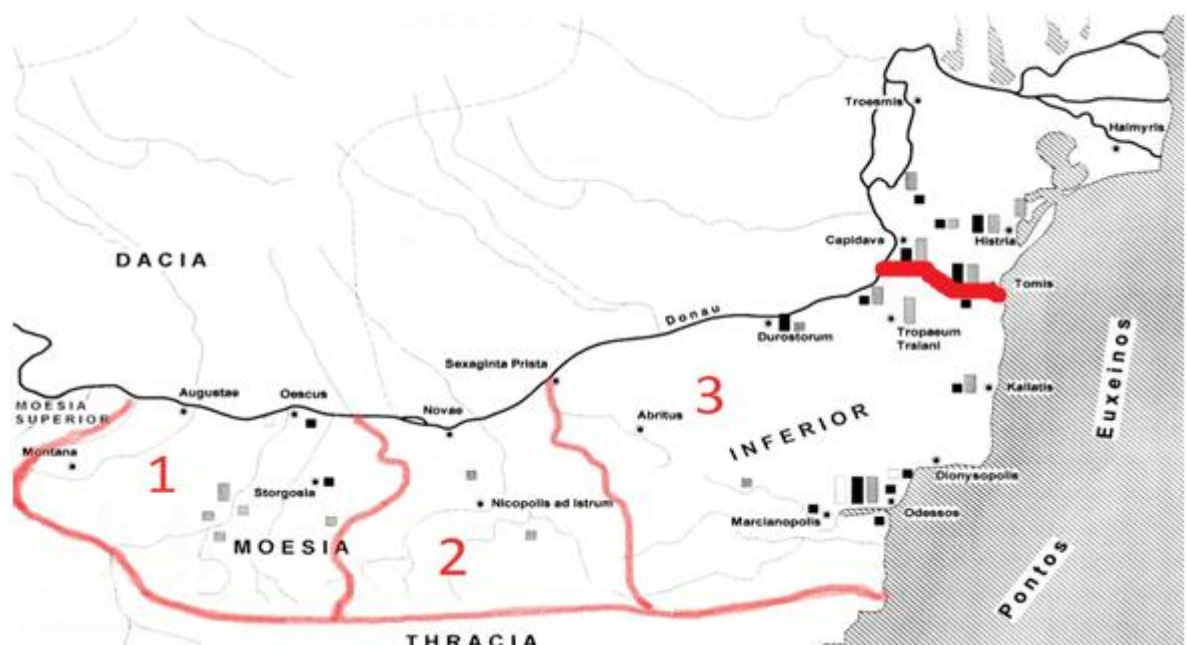 Troesmis
Halmyris
Capidava
Histria
DACIA
Tomis
Donau
Durostorum
Tropaeum
Traiani
Sexaginta Prista
Euxeinos
Augustae
Oescus
Novae
3
Kallatis
MOESIA
SUPERIOR
Abritus
INFERIOR
Montana
1
Storgosia
Dionysopolis
Nicopolis ad Istrum
Marcianopolis
Odessos
MOESIA
2
Pontos
THRACIA